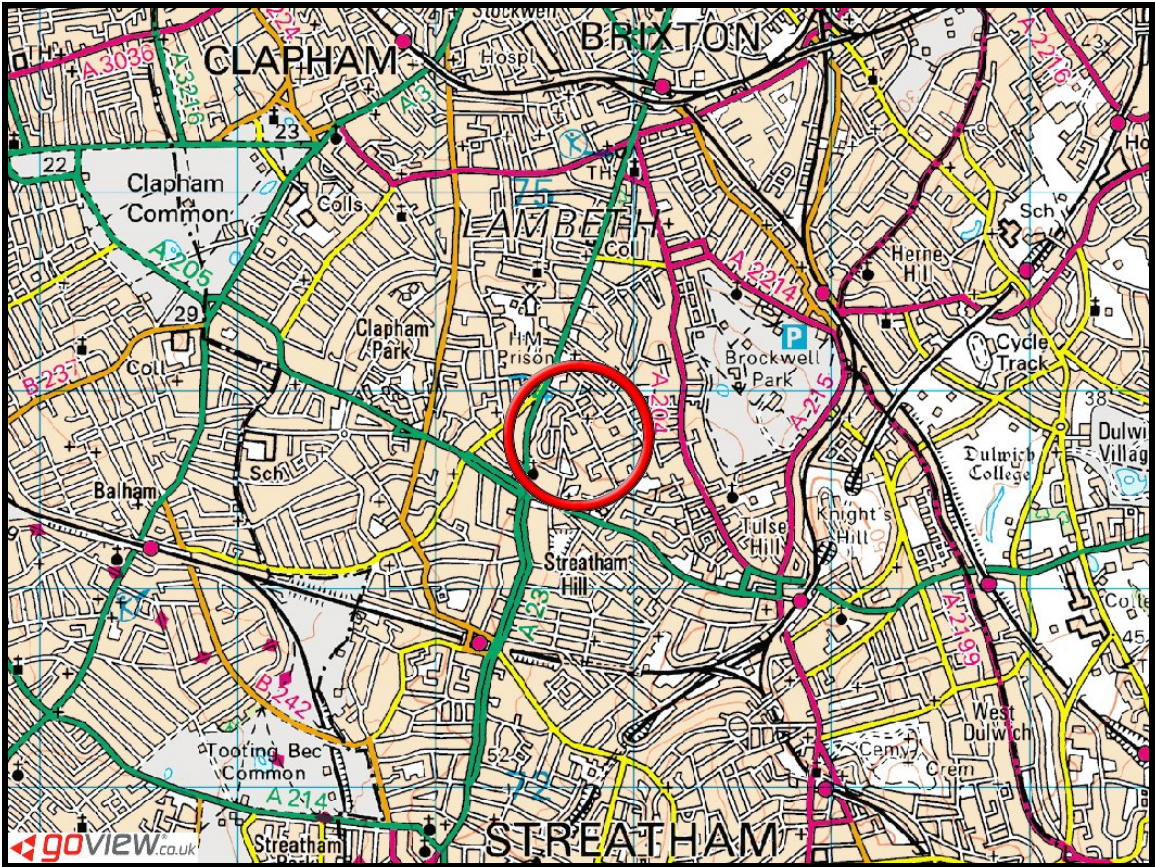 Stockwell
BRIXTON
CLAPHAM
Hospl
TH
A 3036
A 3216
A 3
A 2216
23
22
Clapham
Common
Colls
75
TH
LAMBETH
Coll
Sch
A 205
A 2214
Herne
Hill
29
Clapham
Park
H M
Prison
P
Brockwell
Park
Cycle
Track
B 237
Coll
A 204
A 215
38
Dulwich
College
Sch
Balham
Knight's
Hill
Tulse
Hill
Streatham
Hill
A 23
A 2199
45
B 242
West
Dulwich
Tooting Bec
Common
52
72
Cemy
Crem
A 214
STREATHAM
Streatham
goview.co.uk